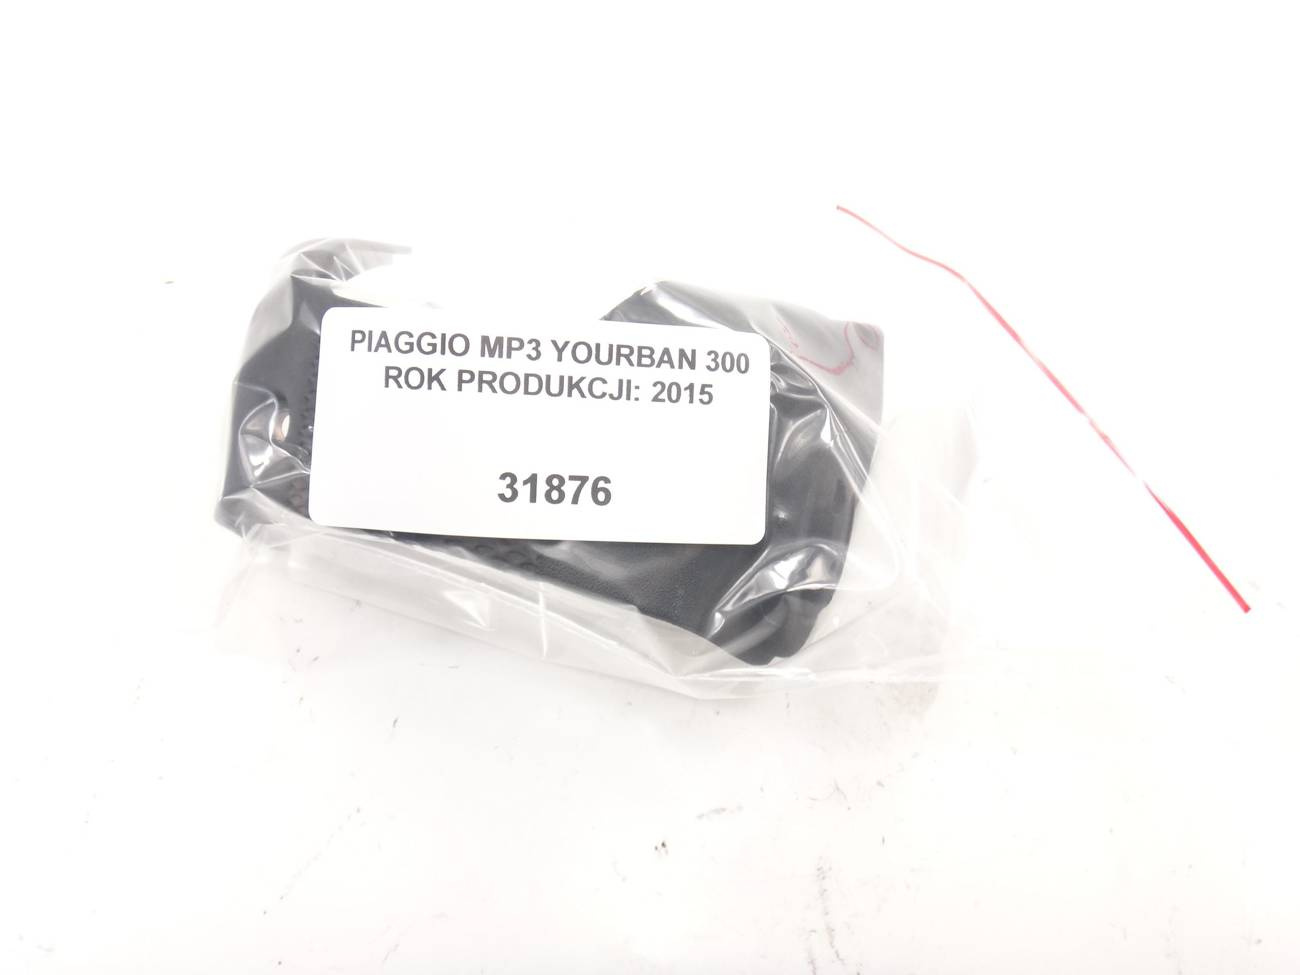 PIAGGIO MP3 YOURBAN 300
ROK PRODUKCJI: 2015
31876